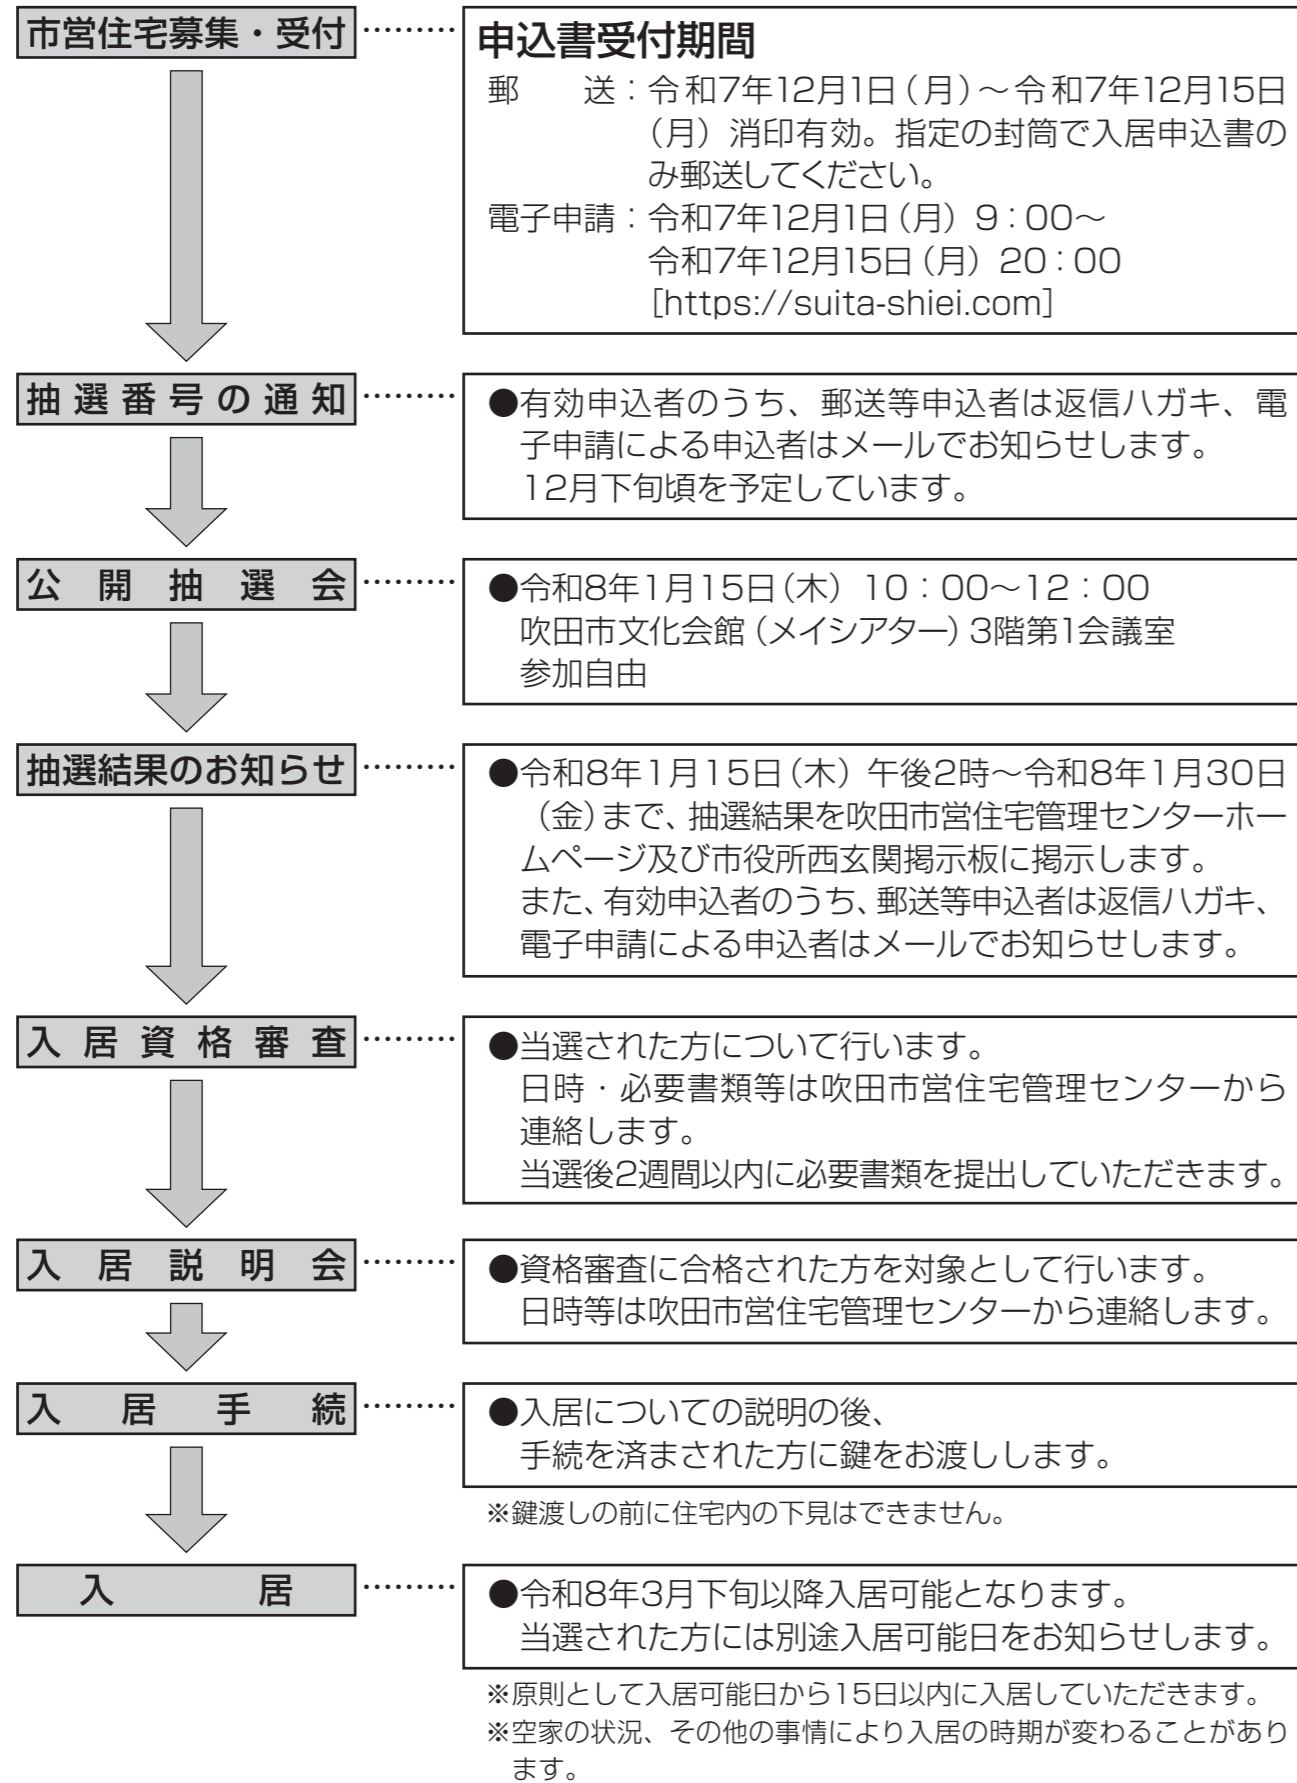 市営住宅募集・受付………
申込書受付期間
郵　　送：令和7年12月1日（月）～令和7年12月15日
（月）消印有効。指定の封筒で入居申込書の
み郵送してください。
電子申請：令和7年12月1日（月）9：00～
令和7年12月15日（月）20：00
［https://suita-shiei.com］
抽選番号の通知………
●有効申込者のうち、郵送等申込者は返信ハガキ、電
子申請による申込者はメールでお知らせします。
12月下旬頃を予定しています。
公開抽選会………
●令和8年1月15日（木）10：00～12：00
吹田市文化会館（メイシアター）3階第1会議室
参加自由
抽選結果のお知らせ………
●令和8年1月15日（木）午後2時～令和8年1月30日
（金）まで、抽選結果を吹田市営住宅管理センターホー
ムページ及び市役所西玄関掲示板に掲示します。
また、有効申込者のうち、郵送等申込者は返信ハガキ、
電子申請による申込者はメールでお知らせします。
入居資格審査………
●当選された方について行います。
日時・必要書類等は吹田市営住宅管理センターから
連絡します。
当選後2週間以内に必要書類を提出していただきます。
入居説明会………
●資格審査に合格された方を対象として行います。
日時等は吹田市営住宅管理センターから連絡します。
入居手続………
●入居についての説明の後、
手続を済まされた方に鍵をお渡しします。
※鍵渡しの前に住宅内の下見はできません。
入居………
●令和8年3月下旬以降入居可能となります。
当選された方には別途入居可能日をお知らせします。
※原則として入居可能日から15日以内に入居していただきます。
※空家の状況、その他の事情により入居の時期が変わることがあり
ます。